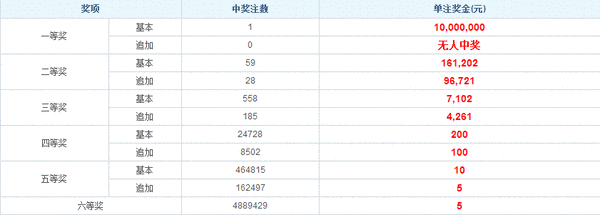 奖项 中奖注数 单注奖金(元)
一等奖 基本 1 10,000,000
追加 0 无人中奖
二等奖 基本 59 161,202
追加 28 96,721
三等奖 基本 558 7,102
追加 185 4,261
四等奖 基本 24728 200
追加 8502 100
五等奖 基本 464815 10
追加 162497 5
六等奖 4889429 5